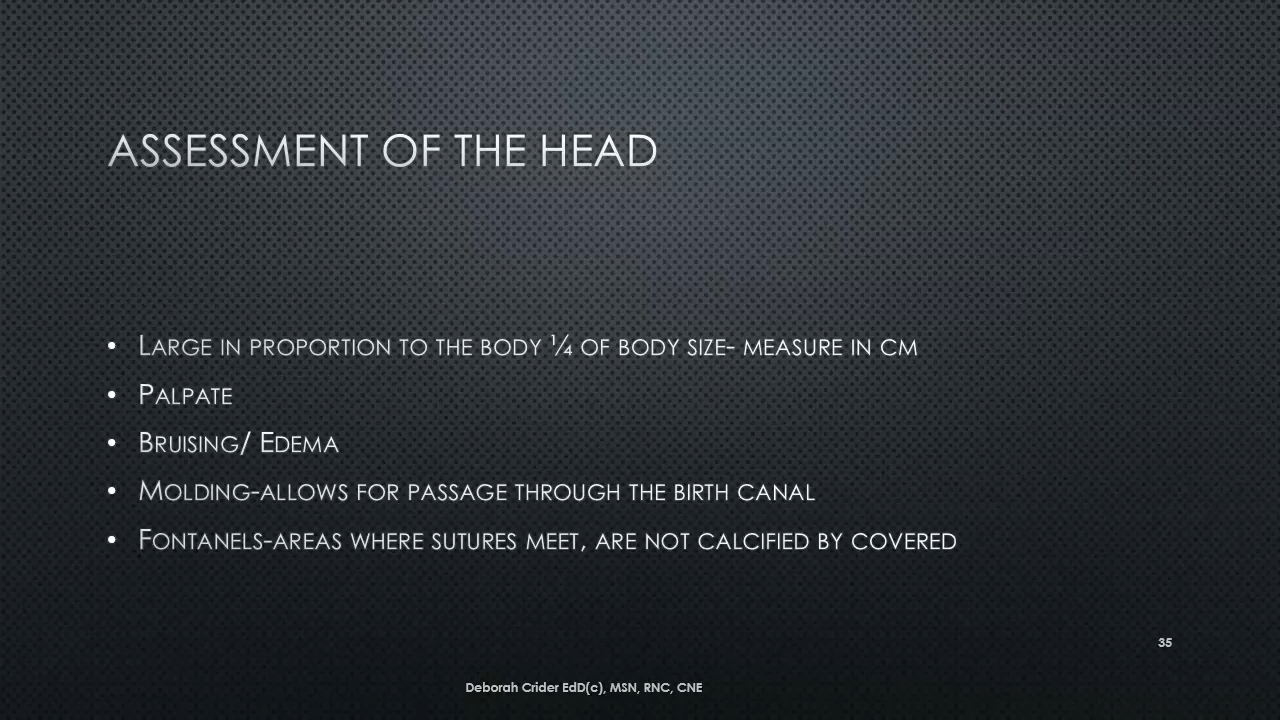 ASSESSMENT OF THE HEAD
• LARGE IN PROPORTION TO THE BODY ¼ OF BODY SIZE- MEASURE IN CM
• PALPATE
• BRUISING/ EDEMA
• MOLDING-ALLOWS FOR PASSAGE THROUGH THE BIRTH CANAL
• FONTANELS-AREAS WHERE SUTURES MEET, ARE NOT CALCIFIED BY COVERED
35
Deborah Crider EdD(c), MSN, RNC, CNE